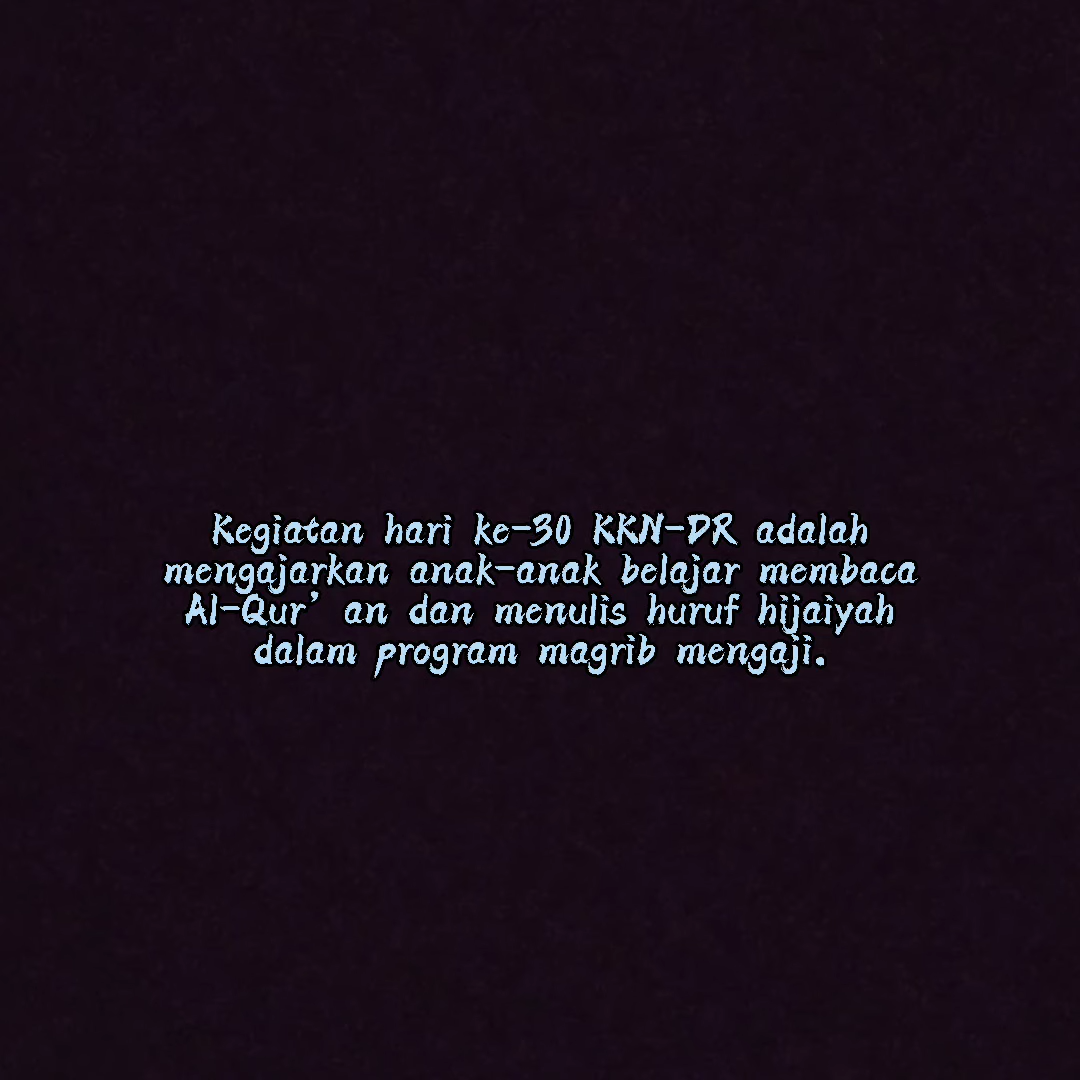 Kegiatan hari ke-30 KKN-DR adalah
mengajarkan anak-anak belajar membaca
Al-Qur’ an dan menulis huruf hijaiyah
dalam program magrib mengaji.